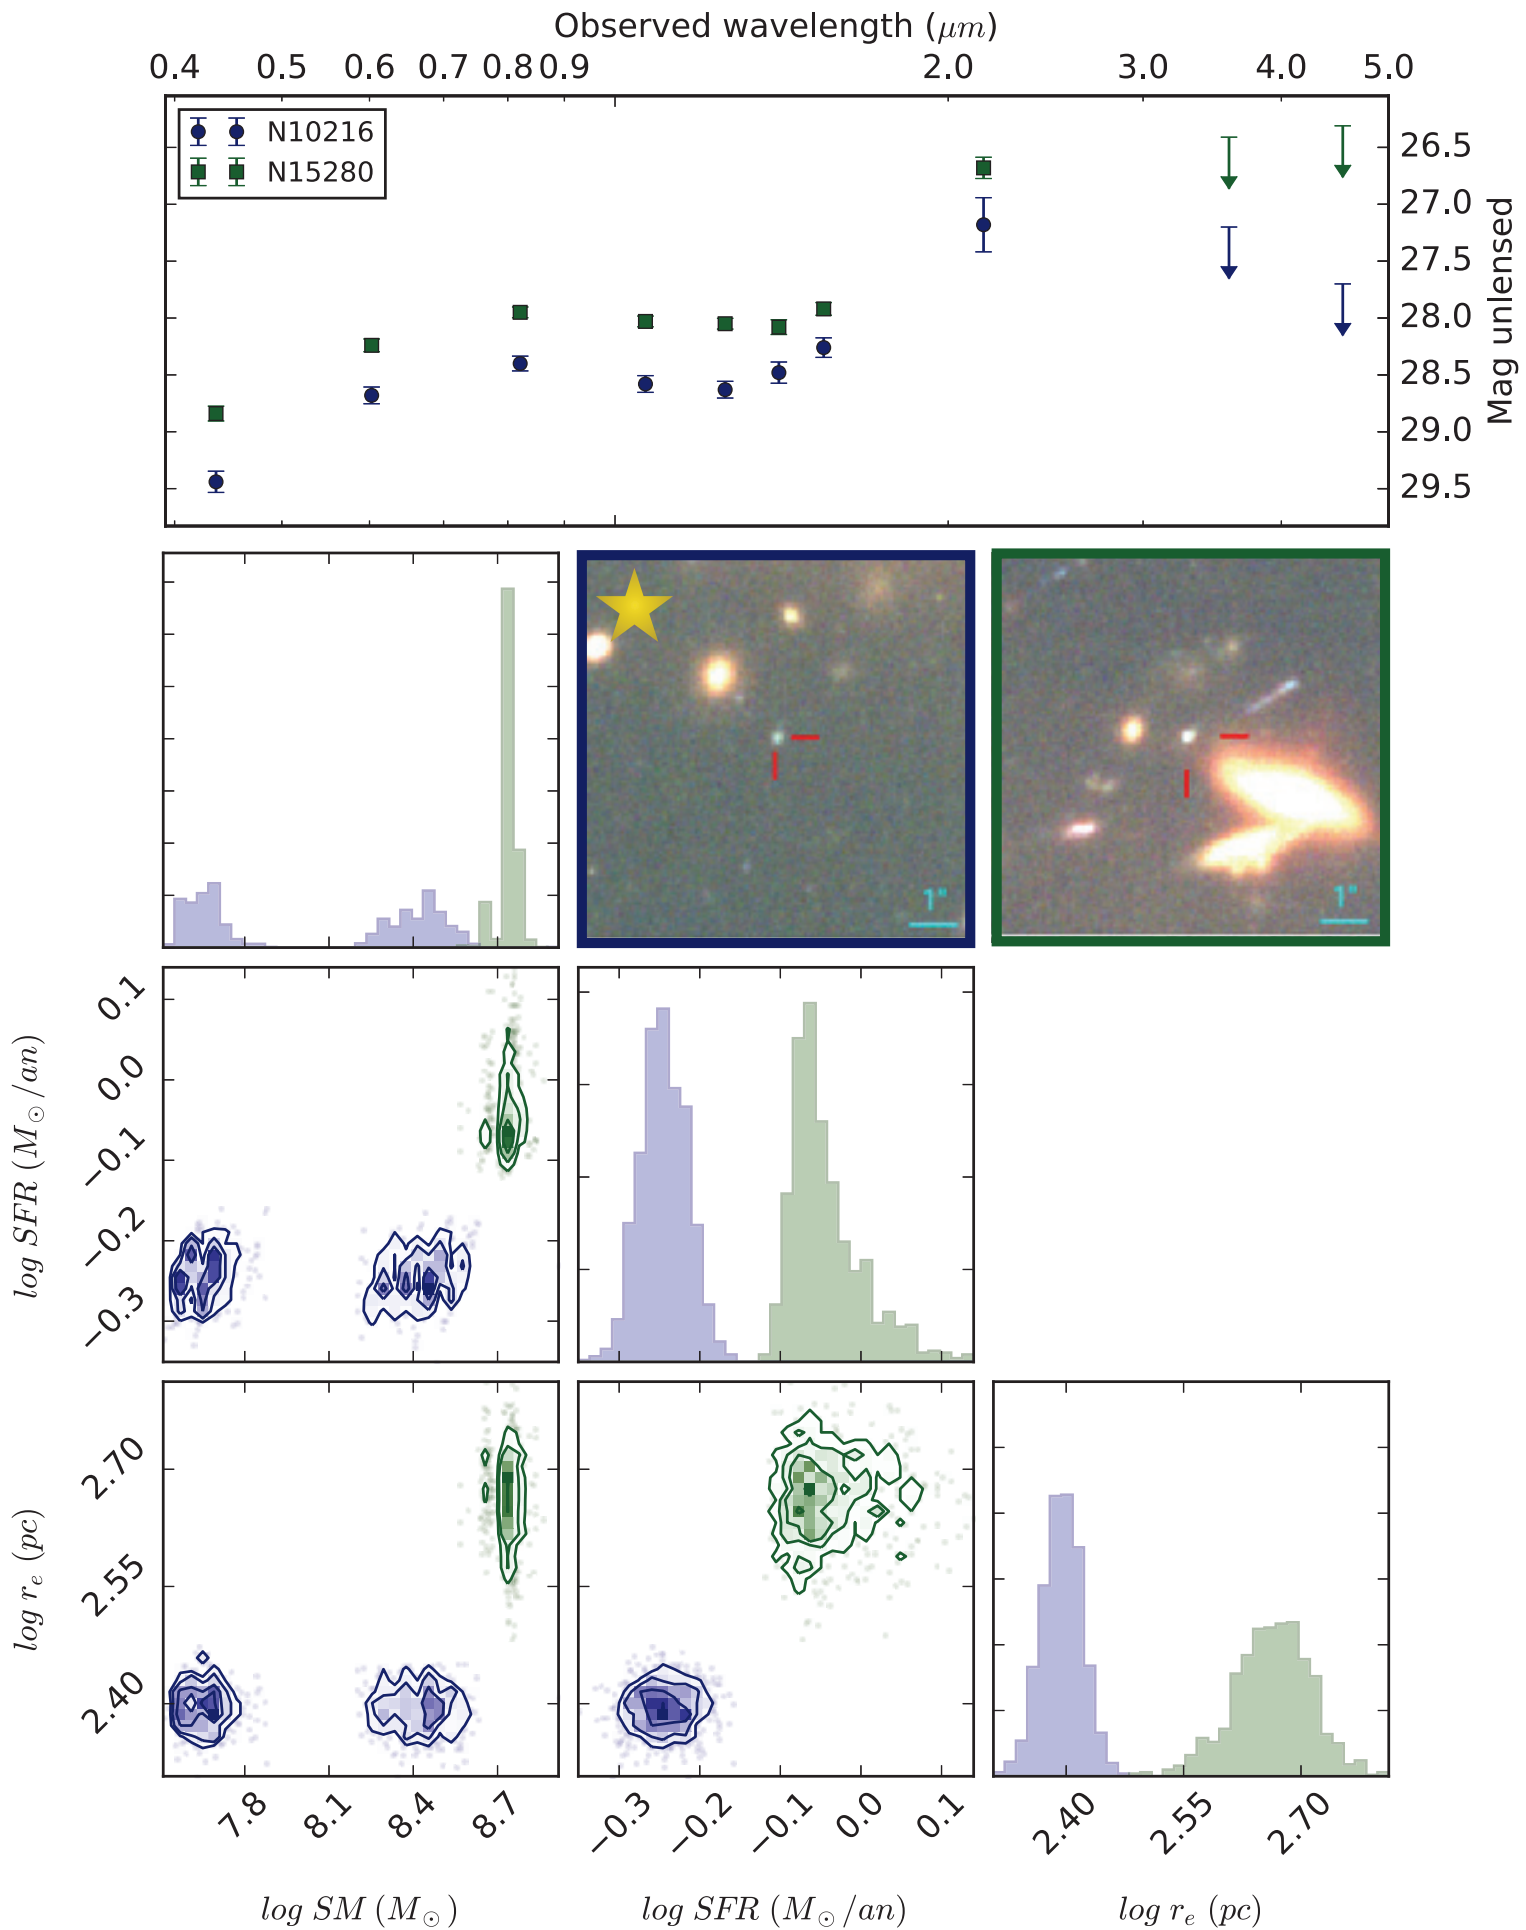 Observed wavelength (μm)
0.4 0.5 0.6 0.7 0.8 0.9 2.0 3.0 4.0 5.0
N10216
N15280
26.5
27.0
27.5
28.0
28.5
29.0
29.5
Mag unlensed
1"
1"
0.1
0.0
−0.1
−0.2
−0.3
log SFR (M⊙/an)
2.70
2.55
2.40
log re (pc)
7.8 8.1 8.4 8.7
−0.3 −0.2 −0.1 0.0 0.1
2.40 2.55 2.70
log SM (M⊙)
log SFR (M⊙/an)
log re (pc)